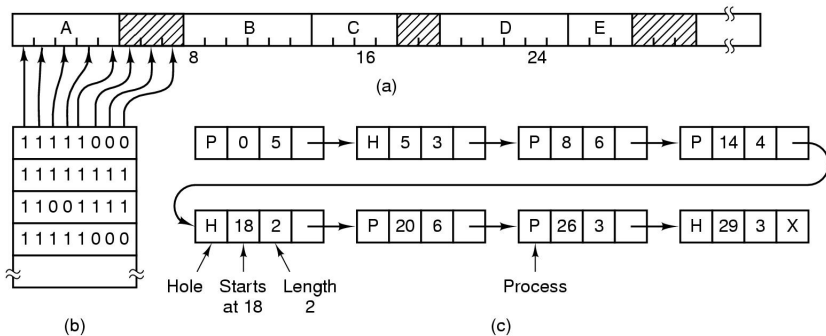 A B C D E
8 16 24
(a)
11111000
11111111
11001111
11111000
(b)
P 0 5
H 5 3
P 8 6
P 14 4
H 18 2
P 20 6
P 26 3
H 29 3 X
Hole
Starts
at 18
Length
2
Process
(c)